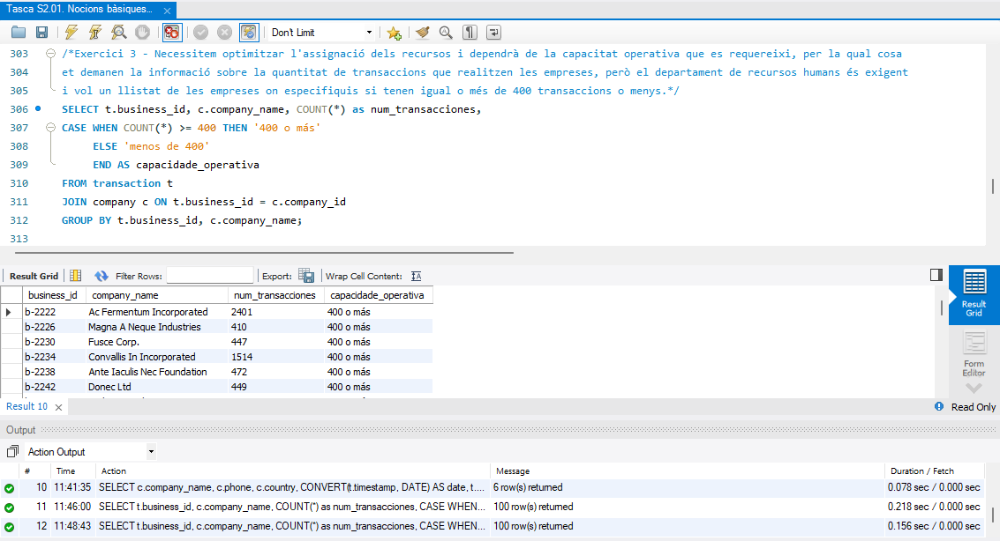 Tasca S2.01. Nocions bàsiques...
Don't Limit
303 /*Exercici 3 - Necessitem optimitzar l'assignació dels recursos i dependrà de la capacitat operativa que es requereixi, per la qual cosa
304 et demanen la informació sobre la quantitat de transaccions que realitzen les empreses, però el departament de recursos humans és exigent
305 i vol un llistat de les empreses on especifiquis si tenen igual o més de 400 transaccions o menys.*/
306 SELECT t.business_id, c.company_name, COUNT(*) as num_transacciones,
307 CASE WHEN COUNT(*) >= 400 THEN '400 o más'
308 ELSE 'menos de 400'
309 END AS capacidade_operativa
310 FROM transaction t
311 JOIN company c ON t.business_id = c.company_id
312 GROUP BY t.business_id, c.company_name;
313
Result Grid Filter Rows: Export: Wrap Cell Content:
business_id company_name num_transacciones capacidade_operativa
b-2222 Ac Fermentum Incorporated 2401 400 o más
b-2226 Magna A Neque Industries 410 400 o más
b-2230 Fusce Corp. 447 400 o más
b-2234 Convallis In Incorporated 1514 400 o más
b-2238 Ante Iaculis Nec Foundation 472 400 o más
b-2242 Donec Ltd 449 400 o más
Result
Grid
Form
Editor
Result 10 Read Only
Output
Action Output
# Time Action Message Duration / Fetch
10 11:41:35 SELECT c.company_name, c.phone, c.country, CONVERT(t.timestamp, DATE) AS date, t.... 6 row(s) returned 0.078 sec / 0.000 sec
11 11:46:00 SELECT t.business_id, c.company_name, COUNT(*) as num_transacciones, CASE WHEN... 100 row(s) returned 0.218 sec / 0.000 sec
12 11:48:43 SELECT t.business_id, c.company_name, COUNT(*) as num_transacciones, CASE WHEN... 100 row(s) returned 0.156 sec / 0.000 sec